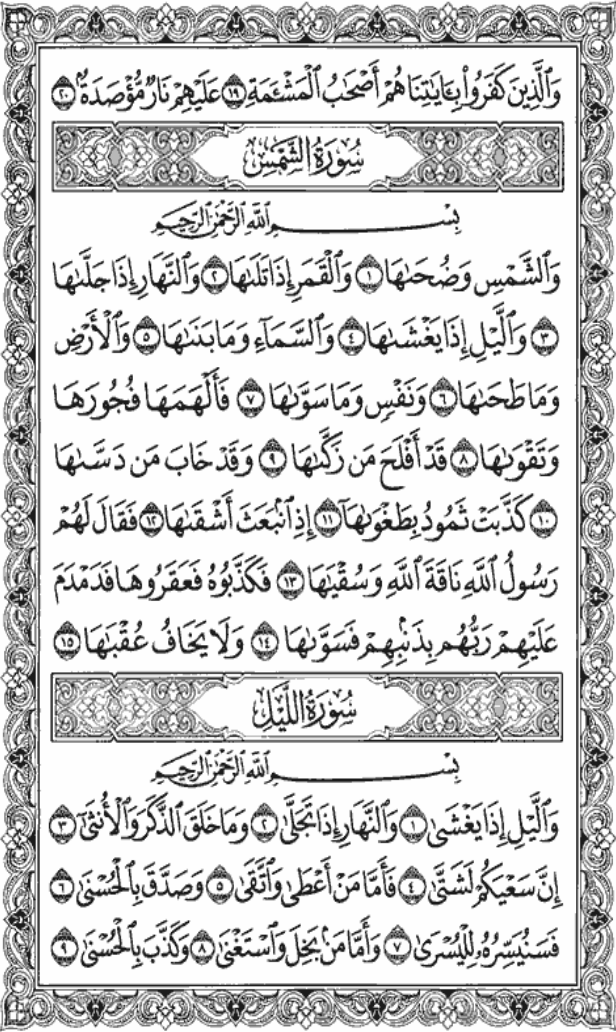 وَٱلَّذِينَ كَفَرُوا۟ بِـَٔايَـٰتِنَا هُمْ أَصْحَـٰبُ ٱلْمَشْـَٔمَةِ ١٩ عَلَيْهِمْ نَارٌ مُّؤْصَدَةٌۢ ٢٠
سُورَةُ الشَّمْسِ
بِسْمِ ٱللَّهِ ٱلرَّحْمَـٰنِ ٱلرَّحِيمِ
وَٱلشَّمْسِ وَضُحَىٰهَا ١ وَٱلْقَمَرِ إِذَا تَلَىٰهَا ٢ وَٱلنَّهَارِ إِذَا جَلَّىٰهَا
٣ وَٱلَّيْلِ إِذَا يَغْشَىٰهَا ٤ وَٱلسَّمَآءِ وَمَا بَنَىٰهَا ٥ وَٱلْأَرْضِ
وَمَا طَحَىٰهَا ٦ وَنَفْسٍ وَمَا سَوَّىٰهَا ٧ فَأَلْهَمَهَا فُجُورَهَا
وَتَقْوَىٰهَا ٨ قَدْ أَفْلَحَ مَن زَكَّىٰهَا ٩ وَقَدْ خَابَ مَن دَسَّىٰهَا
١٠ كَذَّبَتْ ثَمُودُ بِطَغْوَىٰهَآ ١١ إِذِ ٱنۢبَعَثَ أَشْقَىٰهَا ١٢ فَقَالَ لَهُمْ
رَسُولُ ٱللَّهِ نَاقَةَ ٱللَّهِ وَسُقْيَـٰهَا ١٣ فَكَذَّبُوهُ فَعَقَرُوهَا فَدَمْدَمَ
عَلَيْهِمْ رَبُّهُم بِذَنۢبِهِمْ فَسَوَّىٰهَا ١٤ وَلَا يَخَافُ عُقْبَـٰهَا ١٥
سُورَةُ اللَّيْلِ
بِسْمِ ٱللَّهِ ٱلرَّحْمَـٰنِ ٱلرَّحِيمِ
وَٱلَّيْلِ إِذَا يَغْشَىٰ ١ وَٱلنَّهَارِ إِذَا تَجَلَّىٰ ٢ وَمَا خَلَقَ ٱلذَّكَرَ وَٱلْأُنثَىٰٓ ٣
إِنَّ سَعْيَكُمْ لَشَتَّىٰ ٤ فَأَمَّا مَنْ أَعْطَىٰ وَٱتَّقَىٰ ٥ وَصَدَّقَ بِٱلْحُسْنَىٰ ٦
فَسَنُيَسِّرُهُۥ لِلْيُسْرَىٰ ٧ وَأَمَّا مَنۢ بَخِلَ وَٱسْتَغْنَىٰ ٨ وَكَذَّبَ بِٱلْحُسْنَىٰ ٩